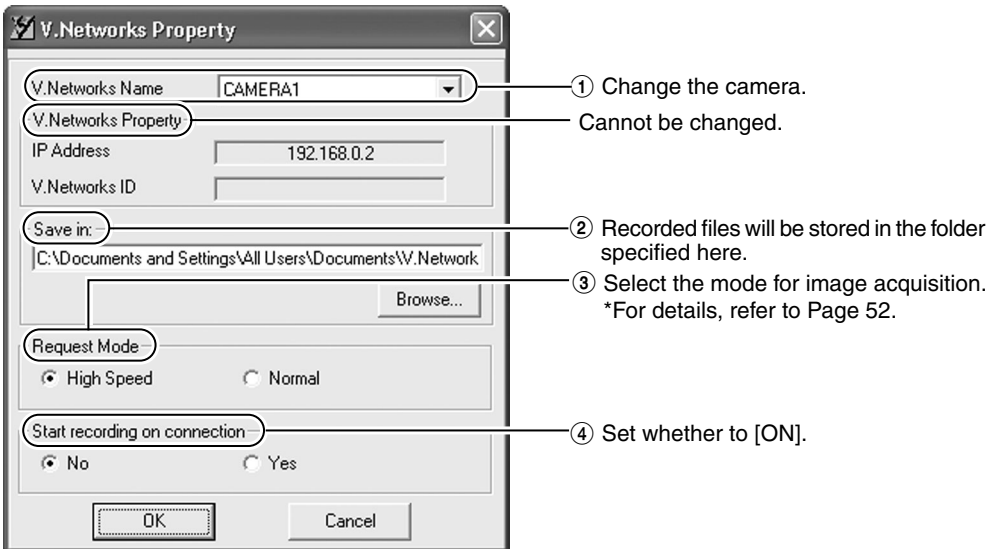 V.Networks Property
V.Networks Name CAMERA1
① Change the camera.
V.Networks Property
Cannot be changed.
IP Address 192.168.0.2
V.Networks ID
Save in:
② Recorded files will be stored in the folder
specified here.
C:\Documents and Settings\All Users\Documents\V.Network
③ Select the mode for image acquisition.
*For details, refer to Page 52.
Browse...
Request Mode
High Speed Normal
Start recording on connection
④ Set whether to [ON].
No Yes
OK Cancel